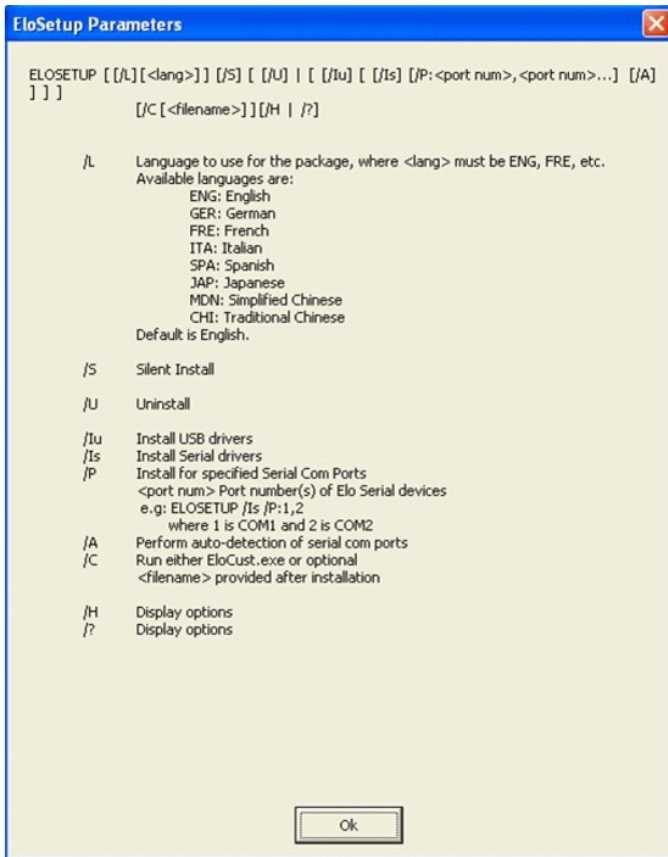 EloSetup Parameters
ELOSETUP [ [/L] [<lang>] ] [/S] [ [/U] | [ [/Iu] [ [/Is] [/P:<port num>,<port num>...] [/A]
] ] ]
[/C [<filename>] ] [/H | /?]
/L Language to use for the package, where <lang> must be ENG, FRE, etc.
Available languages are:
ENG: English
GER: German
FRE: French
ITA: Italian
SPA: Spanish
JAP: Japanese
MDN: Simplified Chinese
CHI: Traditional Chinese
Default is English.
/S Silent Install
/U Uninstall
/Iu Install USB drivers
/Is Install Serial drivers
/P Install for specified Serial Com Ports
<port num> Port number(s) of Elo Serial devices
e.g: ELOSETUP /Is /P:1,2
where 1 is COM1 and 2 is COM2
/A Perform auto-detection of serial com ports
/C Run either EloCust.exe or optional
<filename> provided after installation
/H Display options
/? Display options
Ok